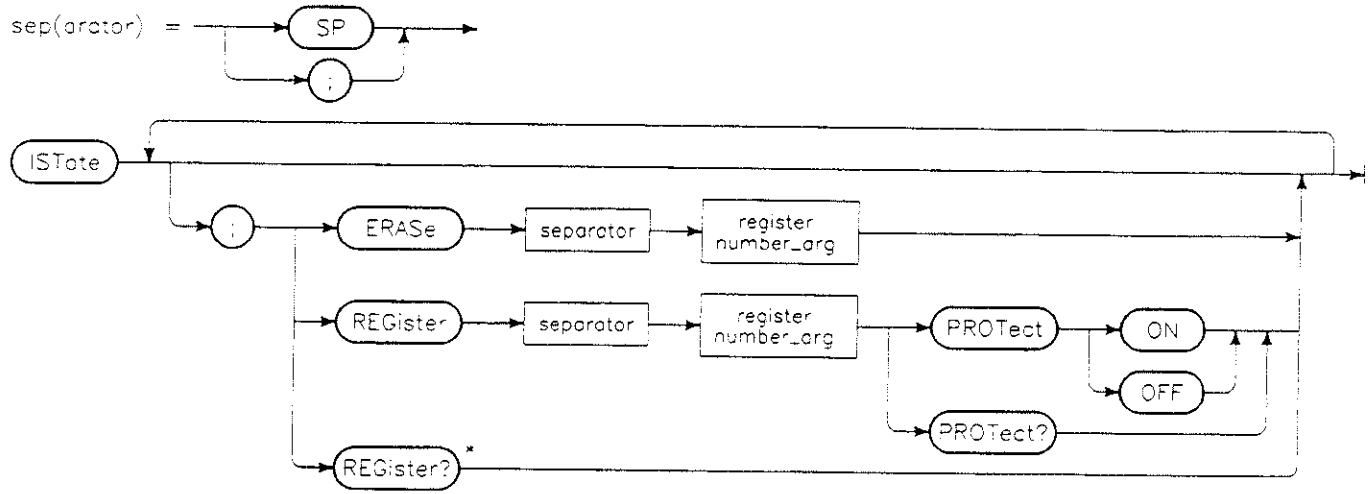 sep(arator) = SP
;
ISTate
; ERASe separator register number_arg
REGister separator register number_arg PROTect ON
OFF
PROTect?
REGister? *